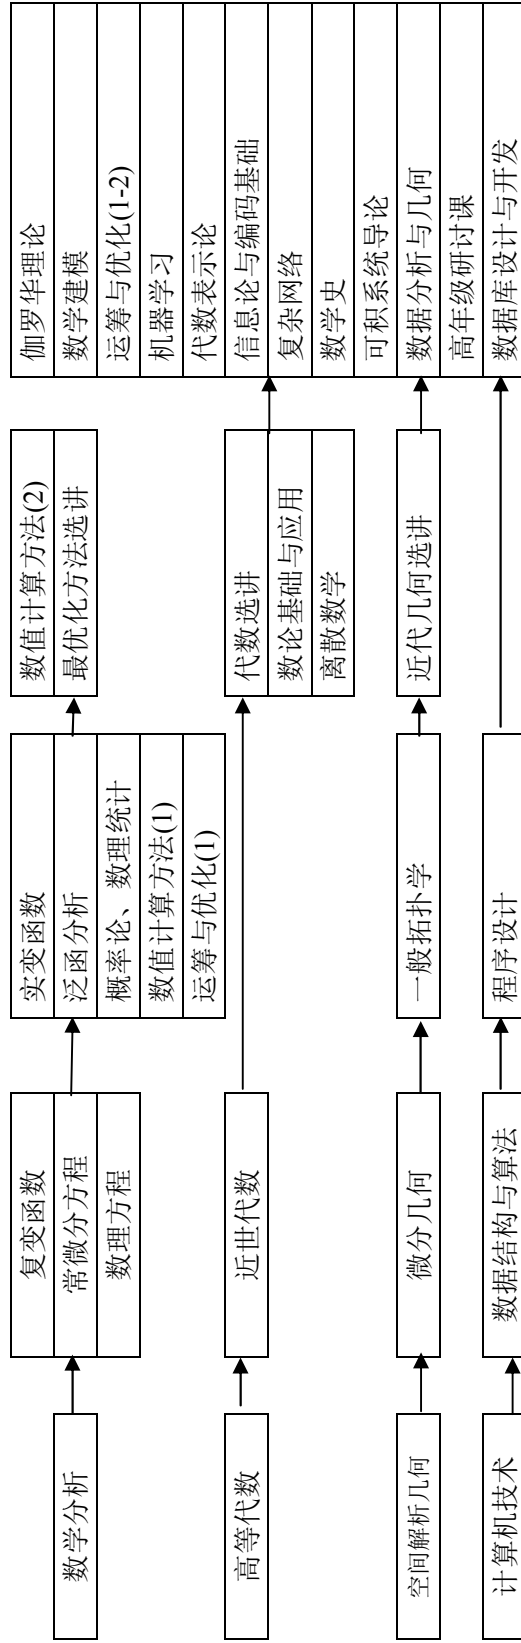 数学分析
高等代数
空间解析几何
计算机技术
复变函数
常微分方程
数理方程
近世代数
微分几何
数据结构与算法
实变函数
泛函分析
概率论、数理统计
数值计算方法(1)
运筹与优化(1)
一般拓扑学
程序设计
数值计算方法(2)
最优化方法选讲
代数选讲
数论基础与应用
离散数学
近代几何选讲
伽罗华理论
数学建模
运筹与优化(1-2)
机器学习
代数表示论
信息论与编码基础
复杂网络
数学史
可积系统导论
数据分析与几何
高年级研讨课
数据库设计与开发